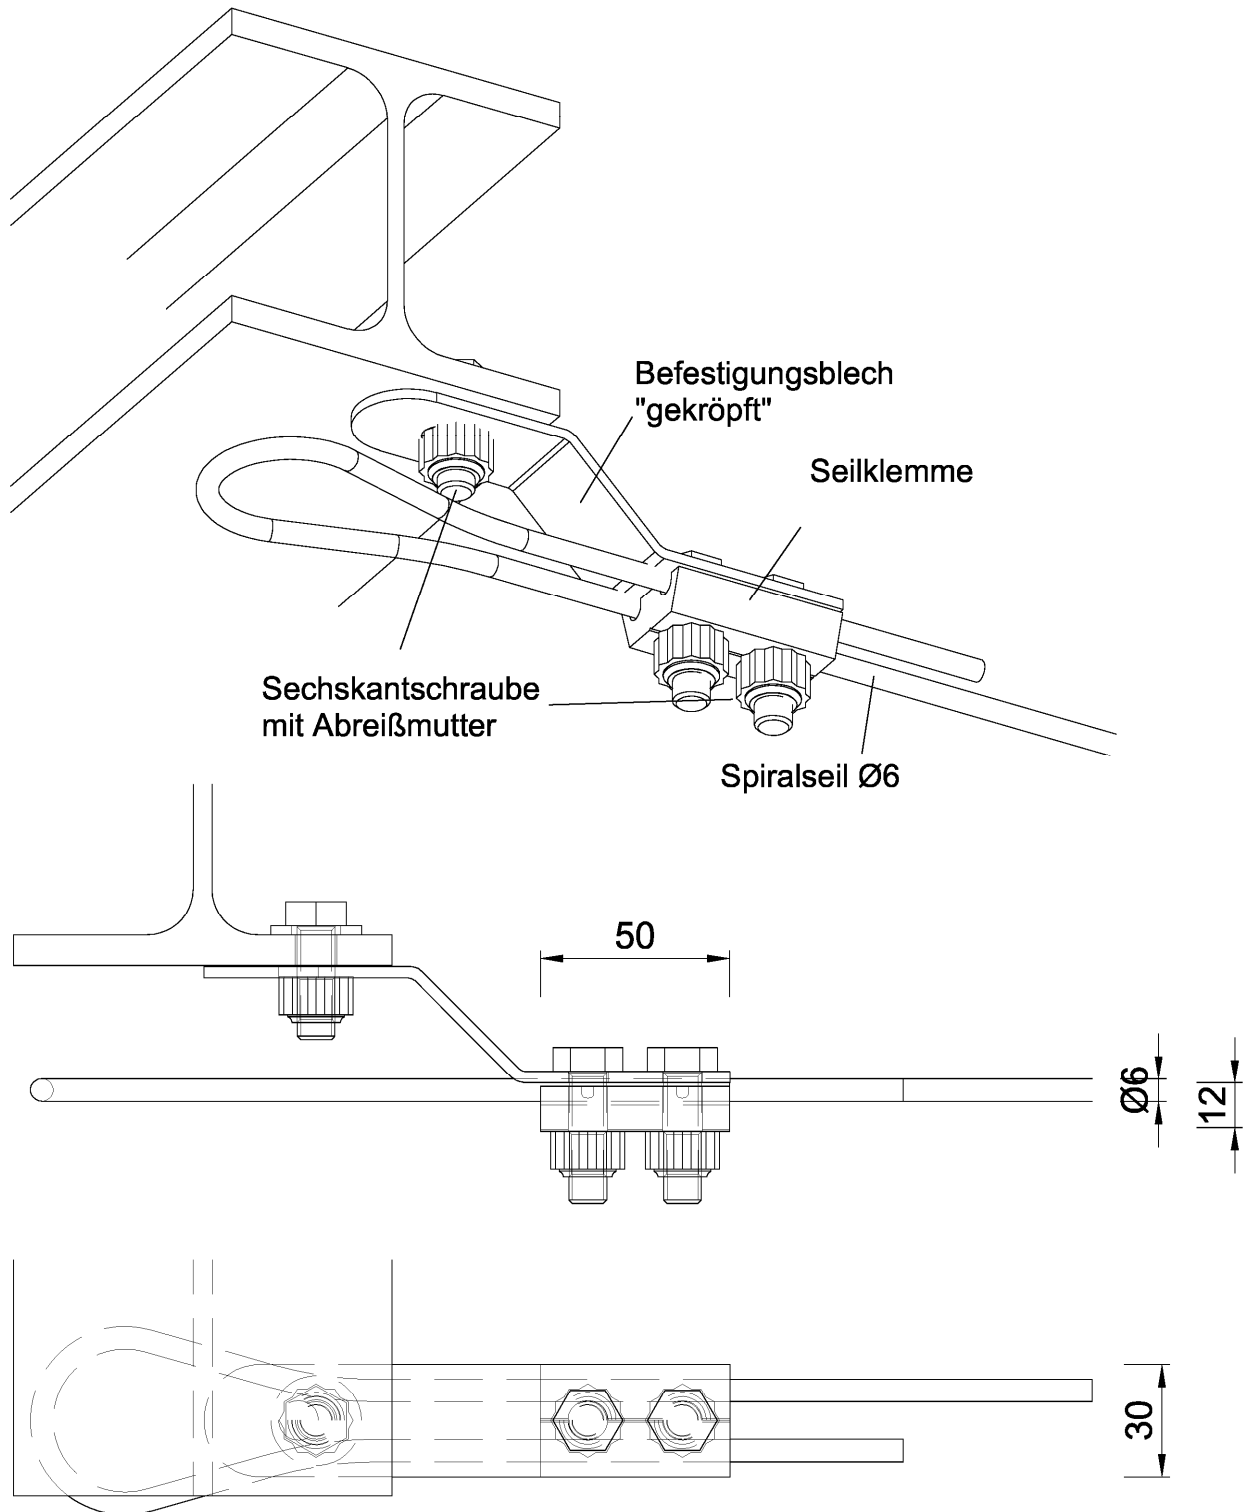 Befestigungsblech
"gekröpft"
Seilklemme
Sechskantschraube
mit Abreißmutter
Spiralseil Ø6
50
Ø6
12
30